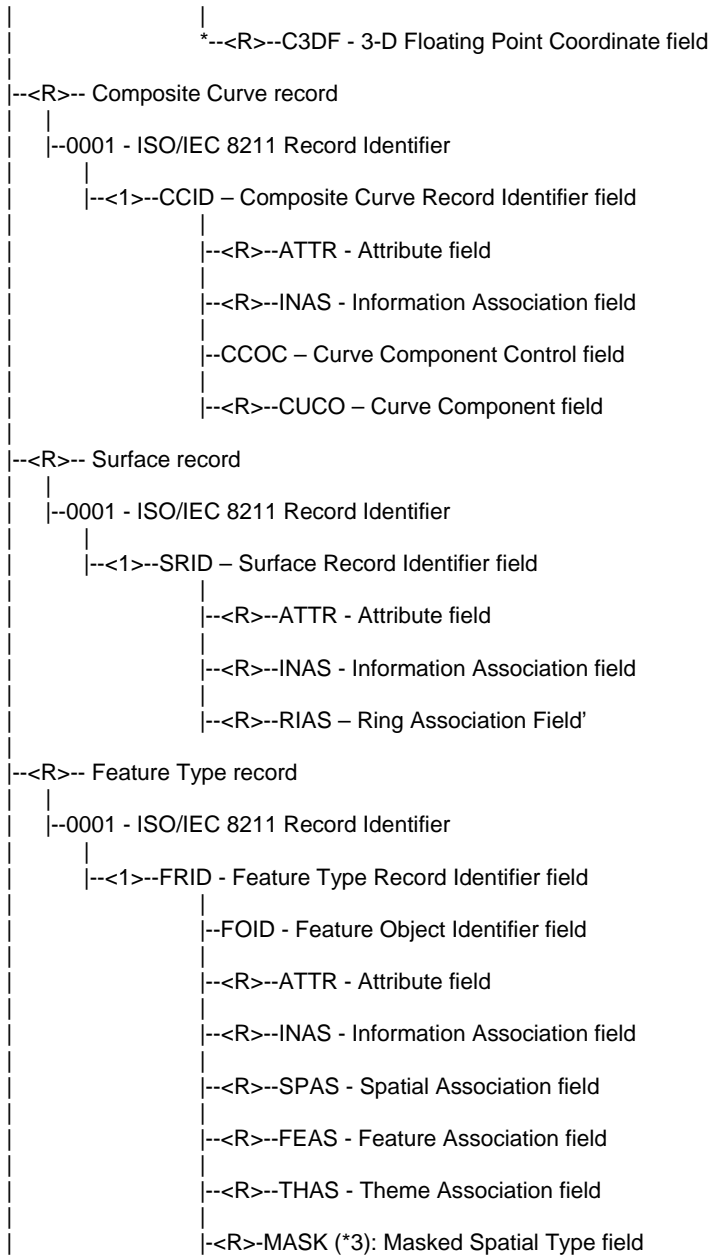 | |
| *--<R>--C3DF - 3-D Floating Point Coordinate field
|
|--<R>-- Composite Curve record
| |
| |--0001 - ISO/IEC 8211 Record Identifier
| |
| |--<1>--CCID – Composite Curve Record Identifier field
| |
| |--<R>--ATTR - Attribute field
| |
| |--<R>--INAS - Information Association field
| |
| |--CCOC – Curve Component Control field
| |
| |--<R>--CUCO – Curve Component field
|
|--<R>-- Surface record
| |
| |--0001 - ISO/IEC 8211 Record Identifier
| |
| |--<1>--SRID – Surface Record Identifier field
| |
| |--<R>--ATTR - Attribute field
| |
| |--<R>--INAS - Information Association field
| |
| |--<R>--RIAS – Ring Association Field'
|
|--<R>-- Feature Type record
| |
| |--0001 - ISO/IEC 8211 Record Identifier
| |
| |--<1>--FRID - Feature Type Record Identifier field
| |
| |--FOID - Feature Object Identifier field
| |
| |--<R>--ATTR - Attribute field
| |
| |--<R>--INAS - Information Association field
| |
| |--<R>--SPAS - Spatial Association field
| |
| |--<R>--FEAS - Feature Association field
| |
| |--<R>--THAS - Theme Association field
| |
| |-<R>-MASK (*3): Masked Spatial Type field